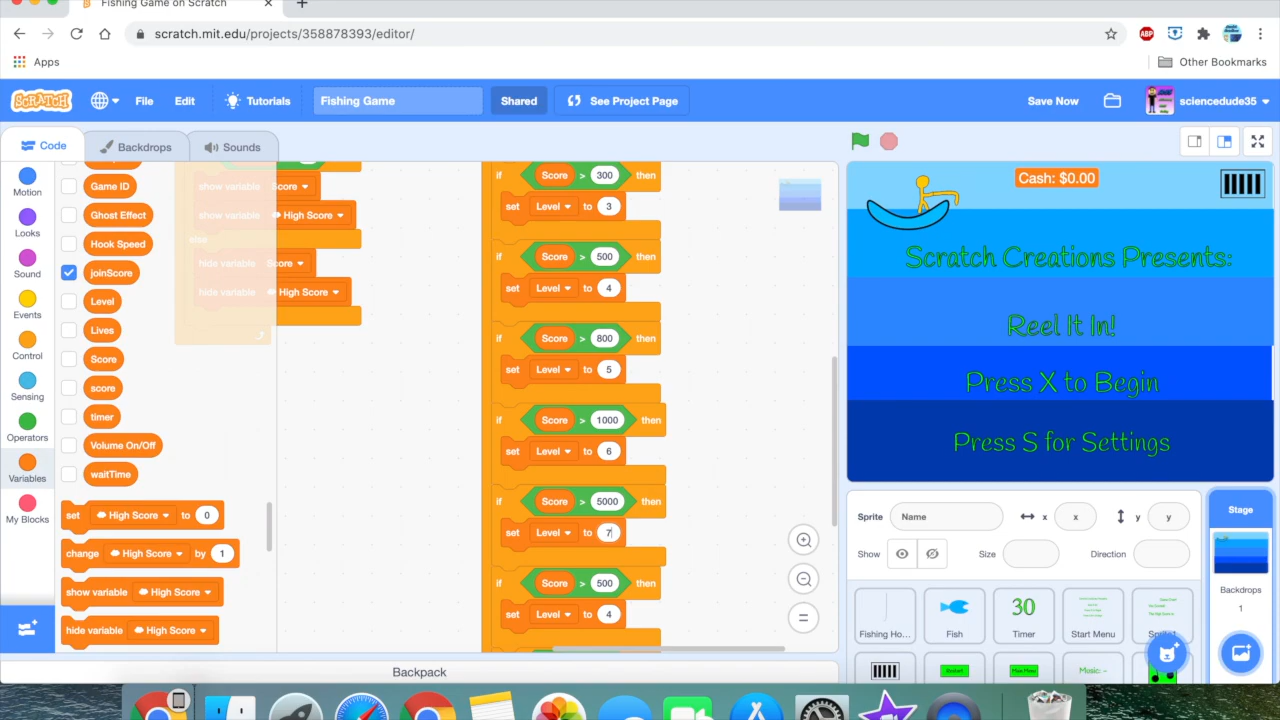 Fishing Game on Scratch
scratch.mit.edu/projects/358878393/editor/
ABP
Apps
Other Bookmarks
SCRATCH
File
Edit
Tutorials
Fishing Game
Shared
See Project Page
Save Now
sciencedude35
Code
Backdrops
Sounds
Motion
Looks
Sound
Events
Control
Sensing
Operators
Variables
My Blocks
Game ID
Ghost Effect
Hook Speed
joinScore
Level
Lives
Score
score
timer
Volume On/Off
waitTime
set High Score to 0
change High Score by 1
show variable High Score
hide variable High Score
show variable Score
show variable High Score
else
hide variable Score
hide variable High Score
if Score > 300 then
set Level to 3
if Score > 500 then
set Level to 4
if Score > 800 then
set Level to 5
if Score > 1000 then
set Level to 6
if Score > 5000 then
set Level to 7
if Score > 500 then
set Level to 4
Cash: $0.00
Scratch Creations Presents:
Reel It In!
Press X to Begin
Press S for Settings
Sprite
Name
x
x
y
y
Show
Size
Direction
Stage
Backdrops
1
Fishing Ho...
Fish
30
Timer
Start Menu
Music: -
Backpack